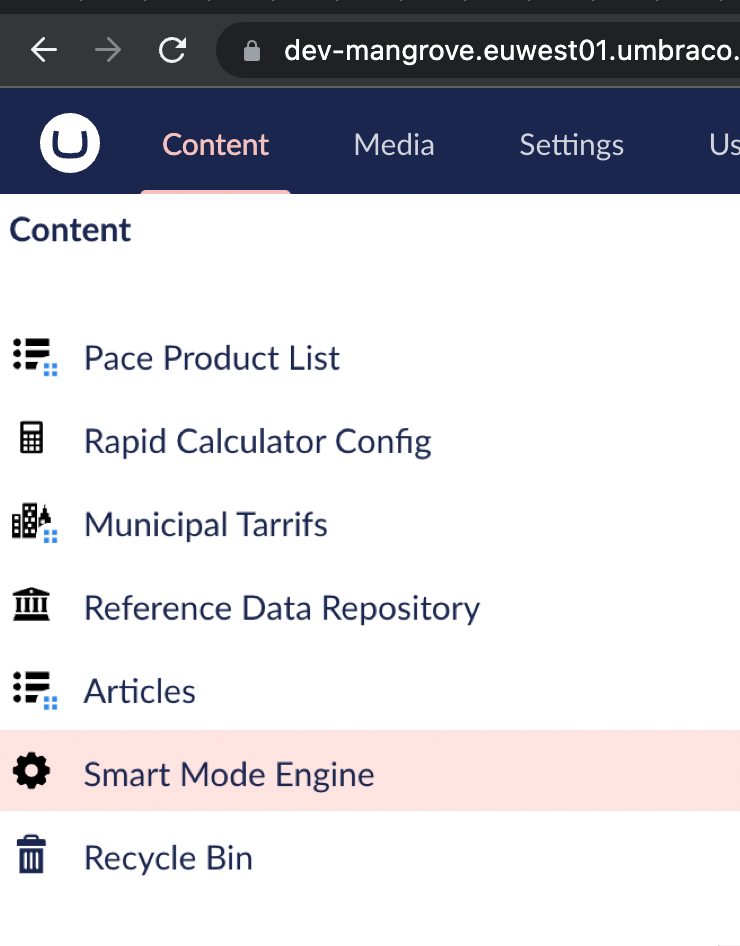 dev-mangrove.euwest01.umbraco.
Content Media Settings Us
Content
Pace Product List
Rapid Calculator Config
Municipal Tarrifs
Reference Data Repository
Articles
Smart Mode Engine
Recycle Bin